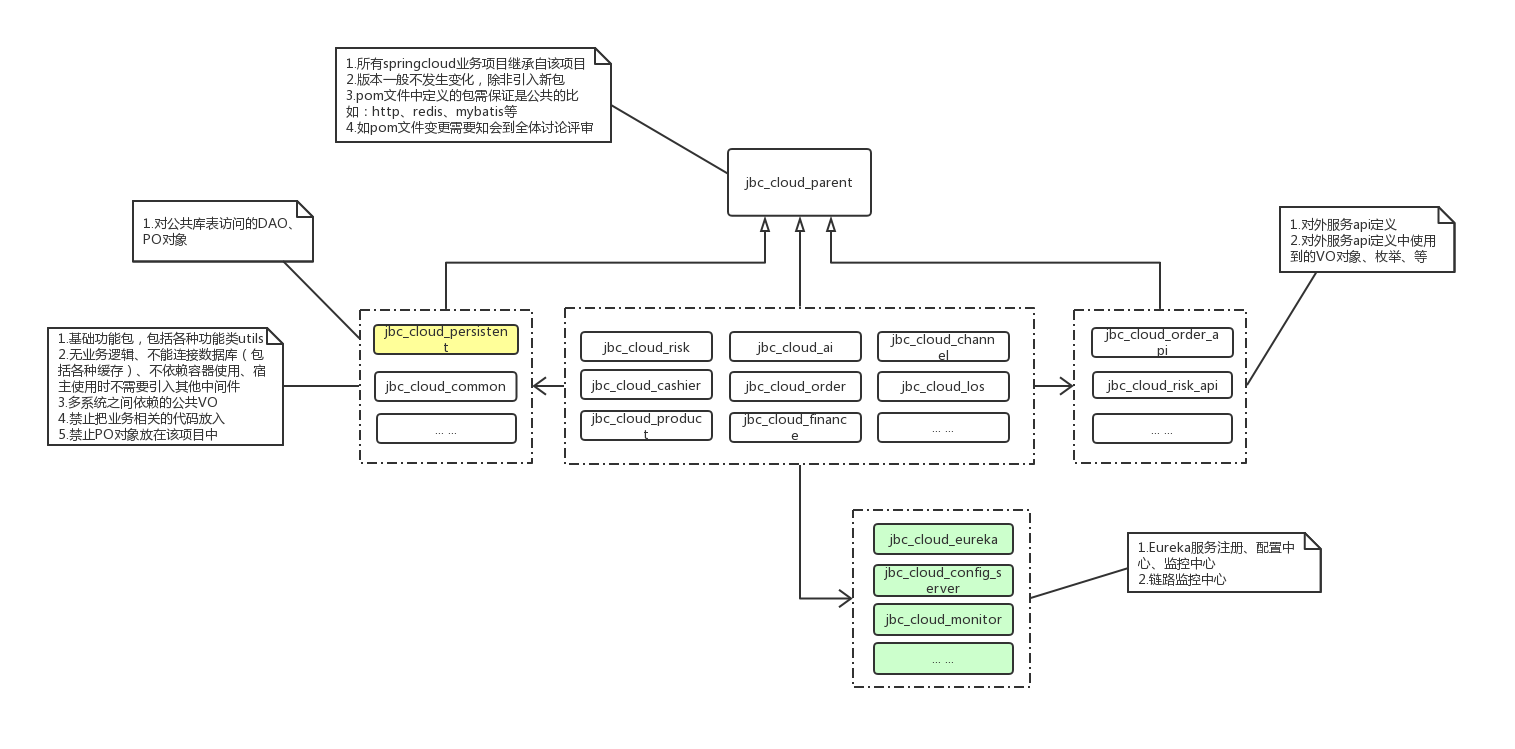 1.所有springcloud业务项目继承自该项目
2.版本一般不发生变化，除非引入新包
3.pom文件中定义的包需保证是公共的比
如：http、redis、mybatis等
4.如pom文件变更需要知会到全体讨论评审
jbc_cloud_parent
1.对公共库表访问的DAO、
PO对象
1.对外服务api定义
2.对外服务api定义中使用
到的VO对象、枚举、等
1.基础功能包，包括各种功能类utils
2.无业务逻辑、不能连接数据库（包
括各种缓存）、不依赖容器使用、宿
主使用时不需要引入其他中间件
3.多系统之间依赖的公共VO
4.禁止把业务相关的代码放入
5.禁止PO对象放在该项目中
jbc_cloud_persisten
t
jbc_cloud_common
... ...
jbc_cloud_risk
jbc_cloud_ai
jbc_cloud_chann
el
jbc_cloud_cashier
jbc_cloud_order
jbc_cloud_los
jbc_cloud_produc
t
jbc_cloud_financ
e
... ...
jbc_cloud_order_a
pi
jbc_cloud_risk_api
... ...
jbc_cloud_eureka
jbc_cloud_config_s
erver
jbc_cloud_monitor
... ...
1.Eureka服务注册、配置中
心、监控中心
2.链路监控中心